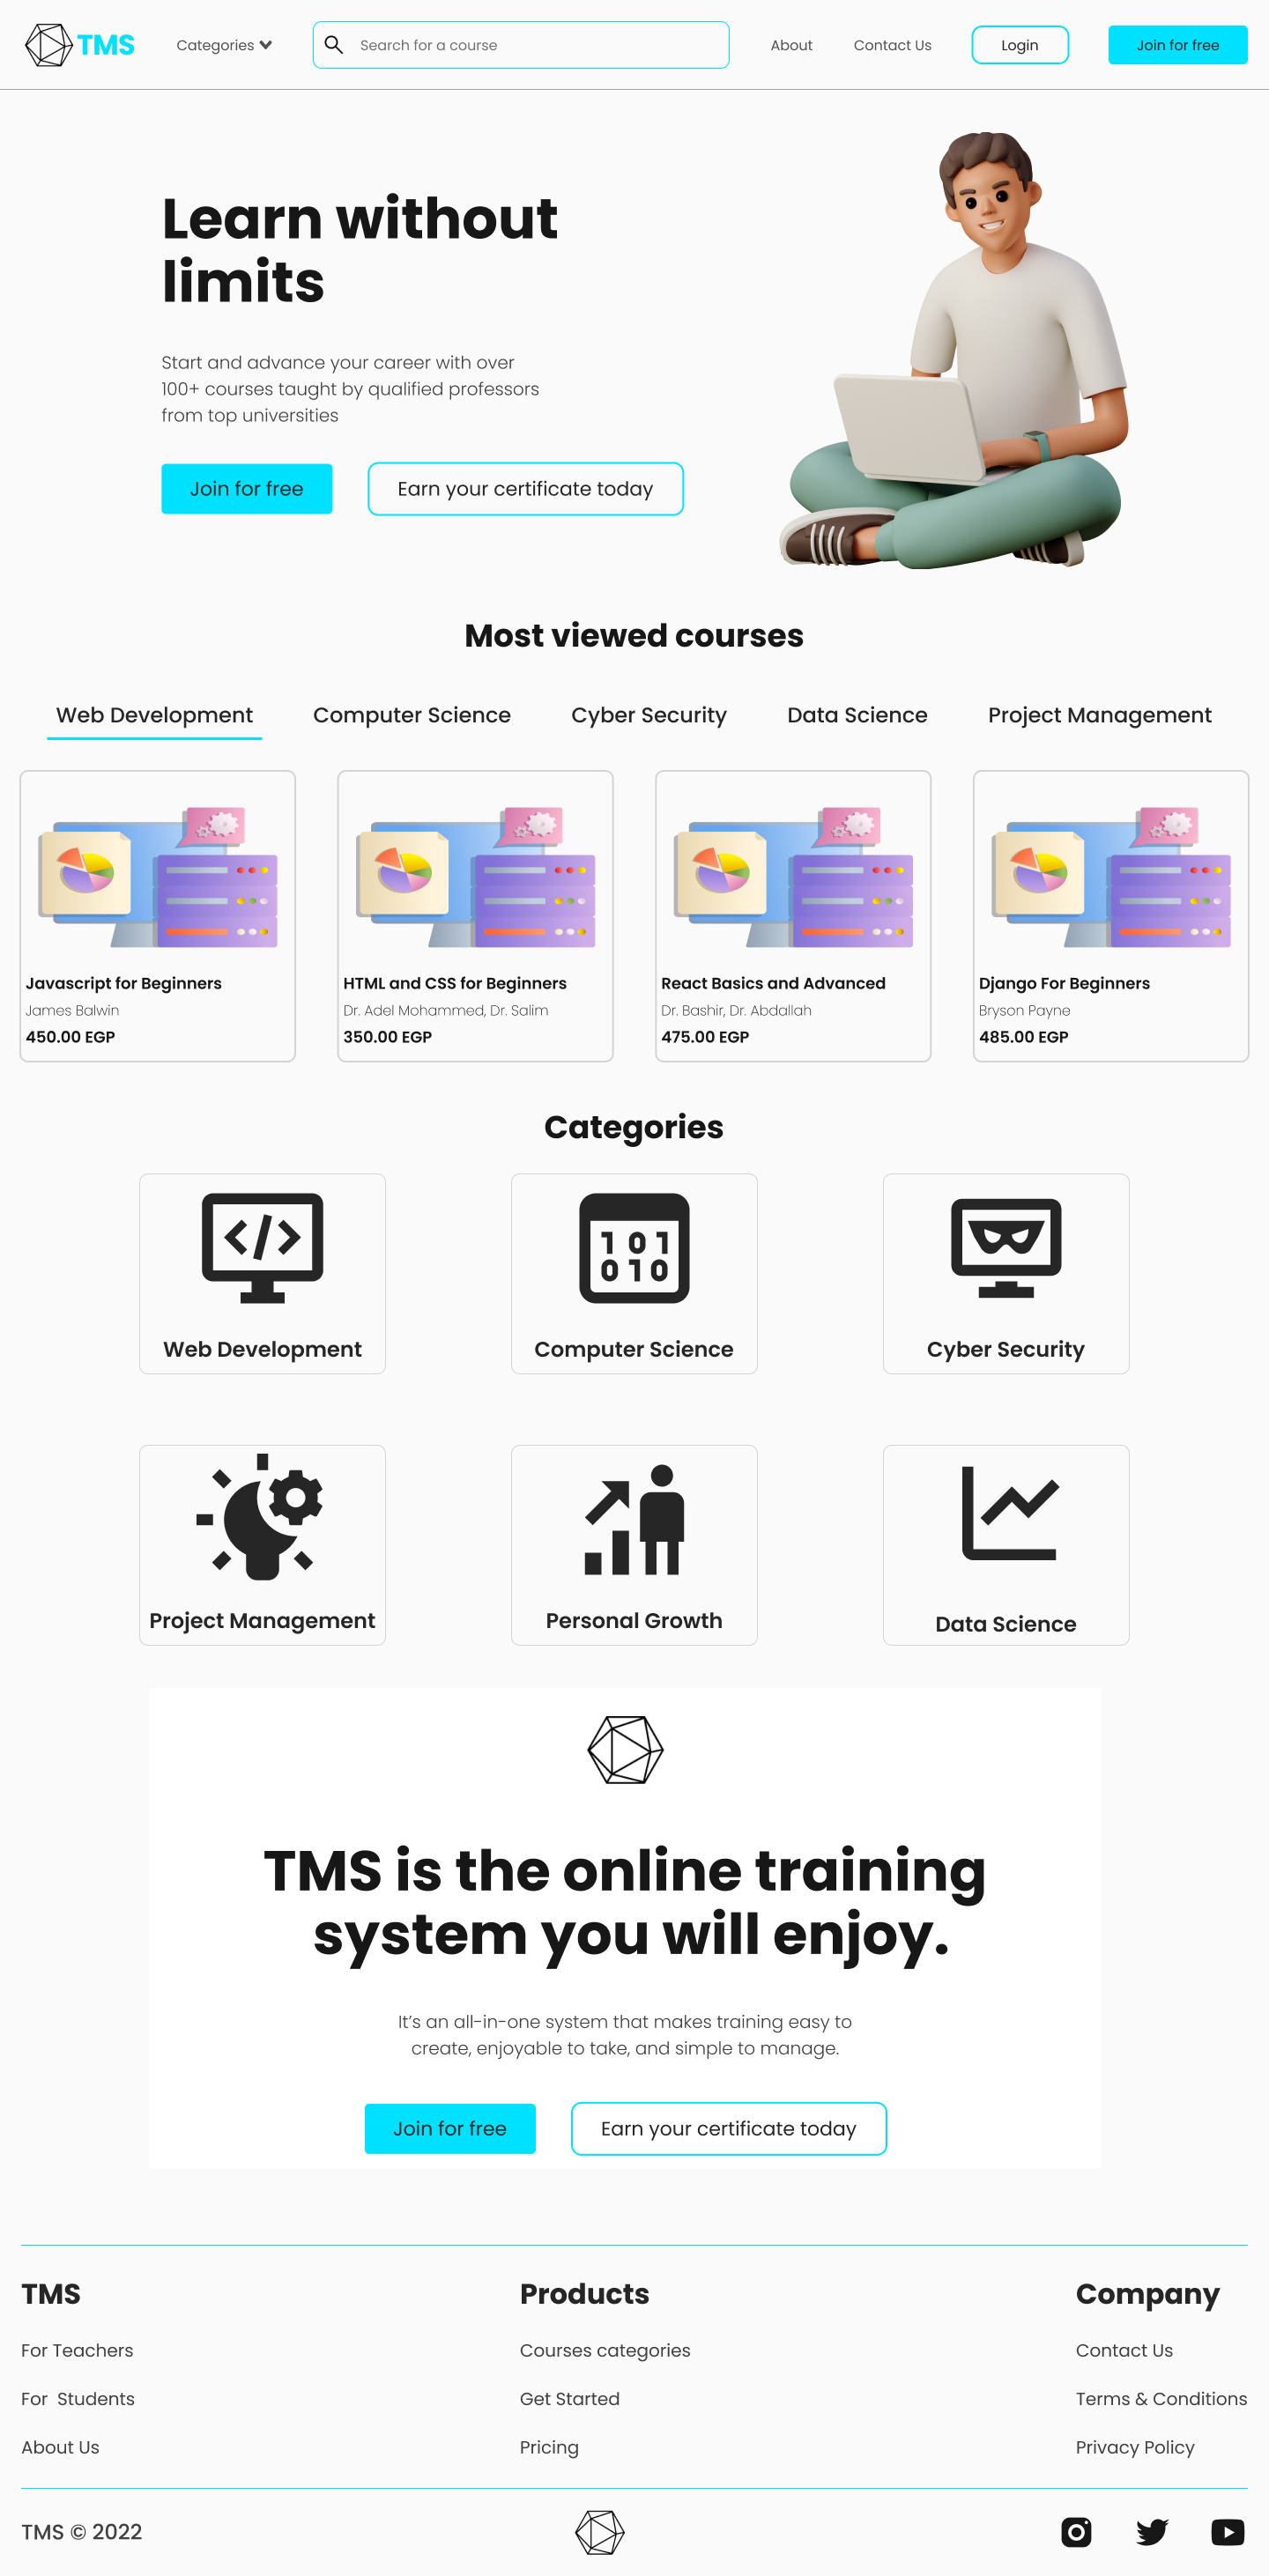 TMS
Categories
Search for a course
About
Contact Us
Login
Join for free
Learn without
limits
Start and advance your career with over
100+ courses taught by qualified professors
from top universities
Join for free
Earn your certificate today
Most viewed courses
Web Development
Computer Science
Cyber Security
Data Science
Project Management
Javascript for Beginners
James Balwin
450.00 EGP
HTML and CSS for Beginners
Dr. Adel Mohammed, Dr. Salim
350.00 EGP
React Basics and Advanced
Dr. Bashir, Dr. Abdallah
475.00 EGP
Django For Beginners
Bryson Payne
485.00 EGP
Categories
Web Development
101
010
Computer Science
Cyber Security
Project Management
Personal Growth
Data Science
TMS is the online training
system you will enjoy.
It’s an all-in-one system that makes training easy to
create, enjoyable to take, and simple to manage.
Join for free
Earn your certificate today
TMS
For Teachers
For  Students
About Us
Products
Courses categories
Get Started
Pricing
Company
Contact Us
Terms & Conditions
Privacy Policy
TMS © 2022